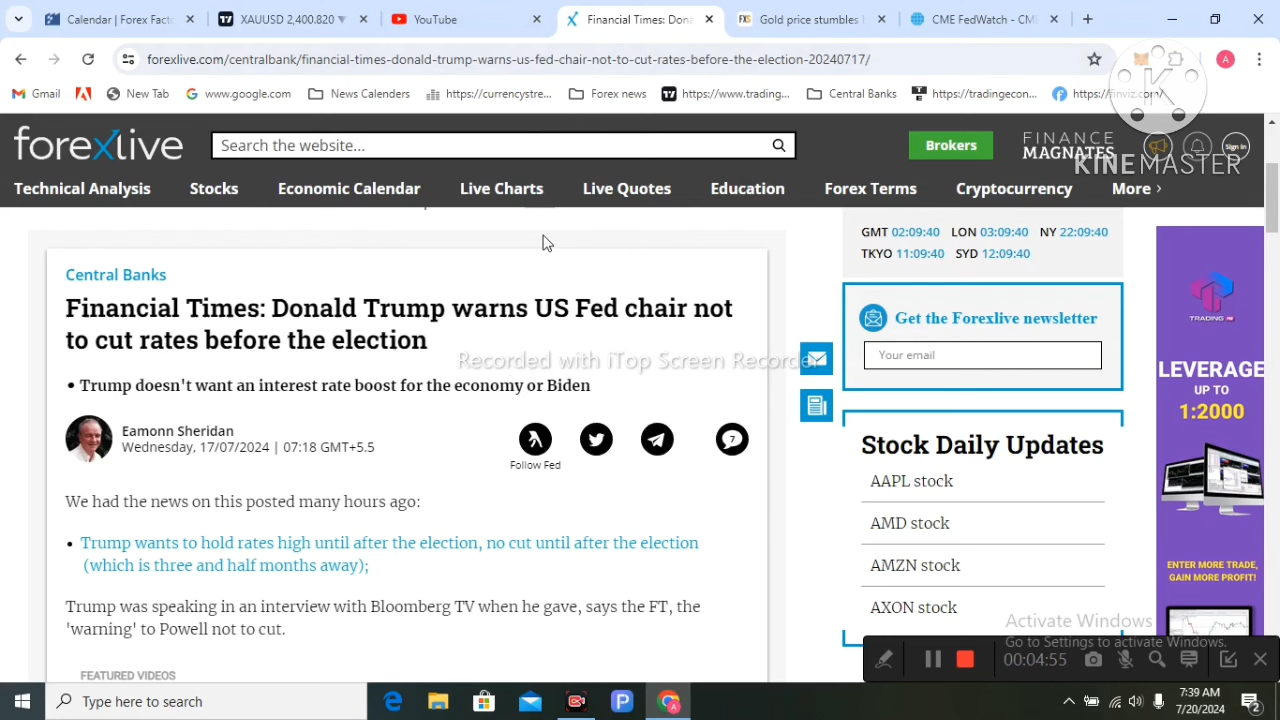 Calendar | Forex Fact
XAUUSD 2,400.820
YouTube
Financial Times: Dona
Gold price stumbles
CME FedWatch - CM
forexlive.com/centralbank/financial-times-donald-trump-warns-us-fed-chair-not-to-cut-rates-before-the-election-20240717/
A
Gmail
New Tab
www.google.com
News Calenders
https://currencystre...
Forex news
https://www.trading...
Central Banks
https://tradingecon...
https://finviz.com/
K
forexlive
Search the website...
Brokers
FINANCE
MAGNATES
Sign in
KINEMASTER
Technical Analysis
Stocks
Economic Calendar
Live Charts
Live Quotes
Education
Forex Terms
Cryptocurrency
More
GMT 02:09:40 LON 03:09:40 NY 22:09:40
TKYO 11:09:40 SYD 12:09:40
Central Banks
Financial Times: Donald Trump warns US Fed chair not
to cut rates before the election
Recorded with iTop Screen Recorder
• Trump doesn't want an interest rate boost for the economy or Biden
Eamonn Sheridan
Wednesday, 17/07/2024 | 07:18 GMT+5.5
Follow Fed
7
We had the news on this posted many hours ago:
• Trump wants to hold rates high until after the election, no cut until after the election
(which is three and half months away);
Trump was speaking in an interview with Bloomberg TV when he gave, says the FT, the
'warning' to Powell not to cut.
FEATURED VIDEOS
Get the Forexlive newsletter
Your email
Stock Daily Updates
AAPL stock
AMD stock
AMZN stock
AXON stock
TRADING
LEVERAGE
UP TO
1:2000
ENTER MORE TRADE,
GAIN MORE PROFIT!
Activate Windows
Go to Settings to activate Windows.
00:04:55
Type here to search
7:39 AM
7/20/2024
2